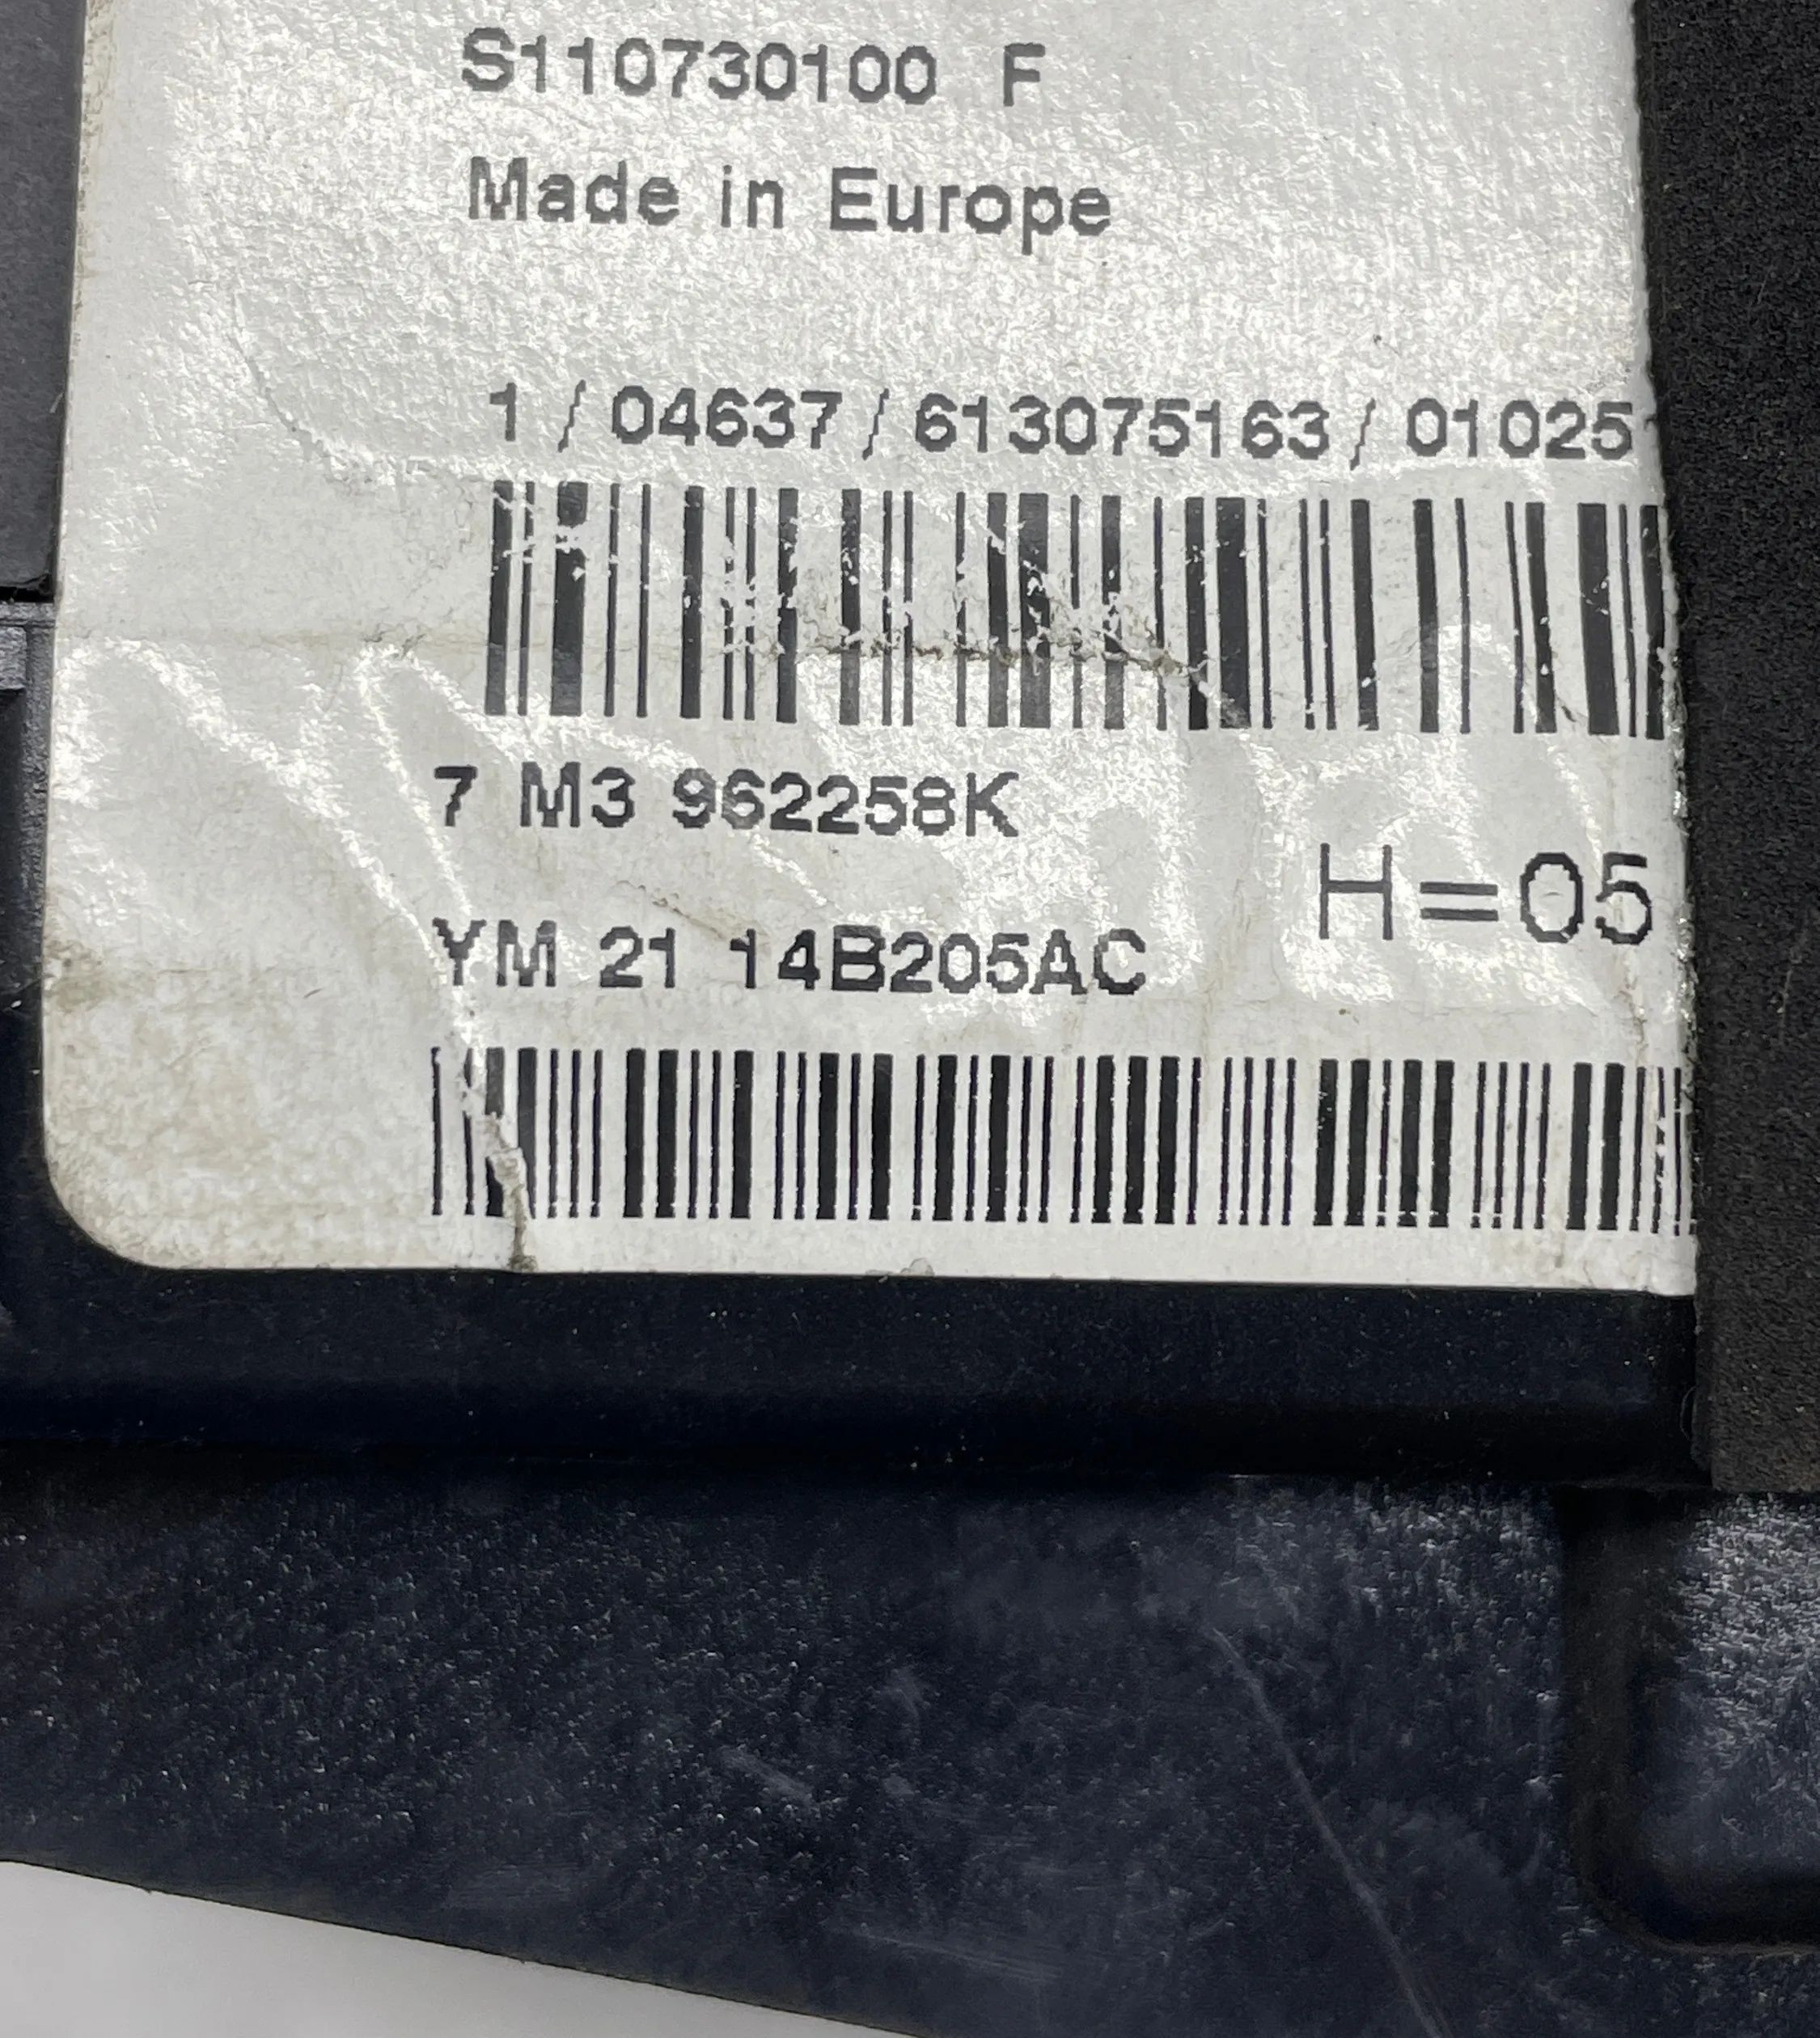 S110730100 F
Made in Europe
1 / 04637 / 613075163 / 01025
7 M3 962258K
H=05
YM 21 14B205AC